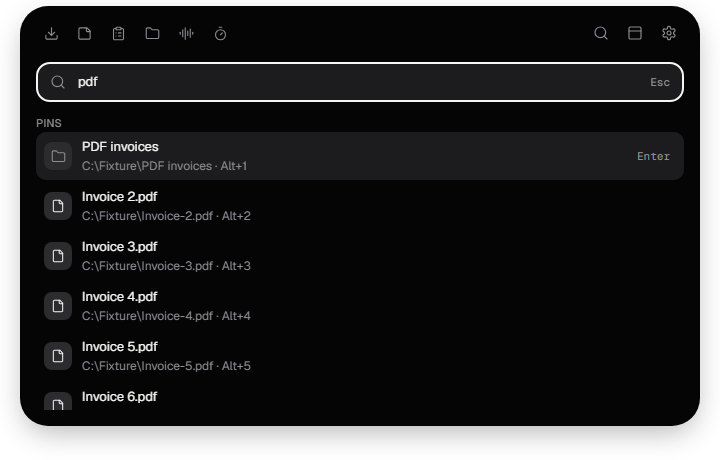 pdf
Esc
PINS
PDF invoices
C:\Fixture\PDF invoices · Alt+1
Enter
Invoice 2.pdf
C:\Fixture\Invoice-2.pdf · Alt+2
Invoice 3.pdf
C:\Fixture\Invoice-3.pdf · Alt+3
Invoice 4.pdf
C:\Fixture\Invoice-4.pdf · Alt+4
Invoice 5.pdf
C:\Fixture\Invoice-5.pdf · Alt+5
Invoice 6.pdf